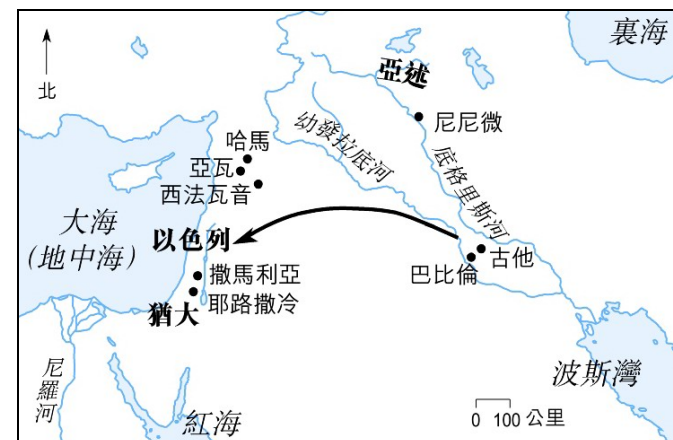 裏海
北
亞述
尼尼微
幼發拉底河
底格里斯河
哈馬
亞瓦
西法瓦音
大海
(地中海)
以色列
撒馬利亞
耶路撒冷
猶大
巴比倫
古他
尼羅河
紅海
波斯灣
0 100 公里